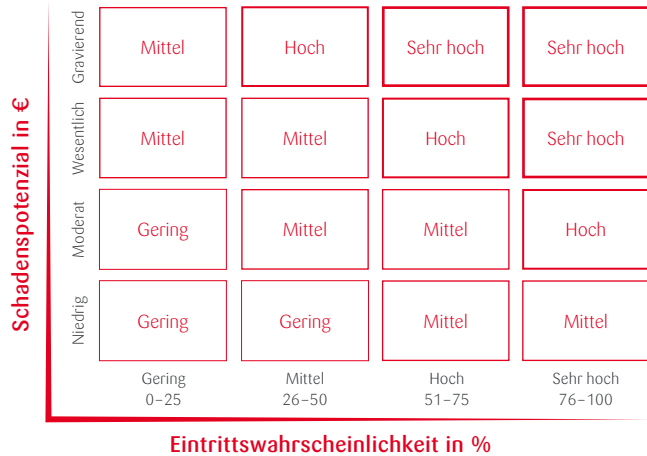 Schadenspotenzial in €
Gravierend
Mittel
Hoch
Sehr hoch
Sehr hoch
Wesentlich
Mittel
Mittel
Hoch
Sehr hoch
Moderat
Gering
Mittel
Mittel
Hoch
Niedrig
Gering
Gering
Mittel
Mittel
Gering
0–25
Mittel
26–50
Hoch
51–75
Sehr hoch
76–100
Eintrittswahrscheinlichkeit in %